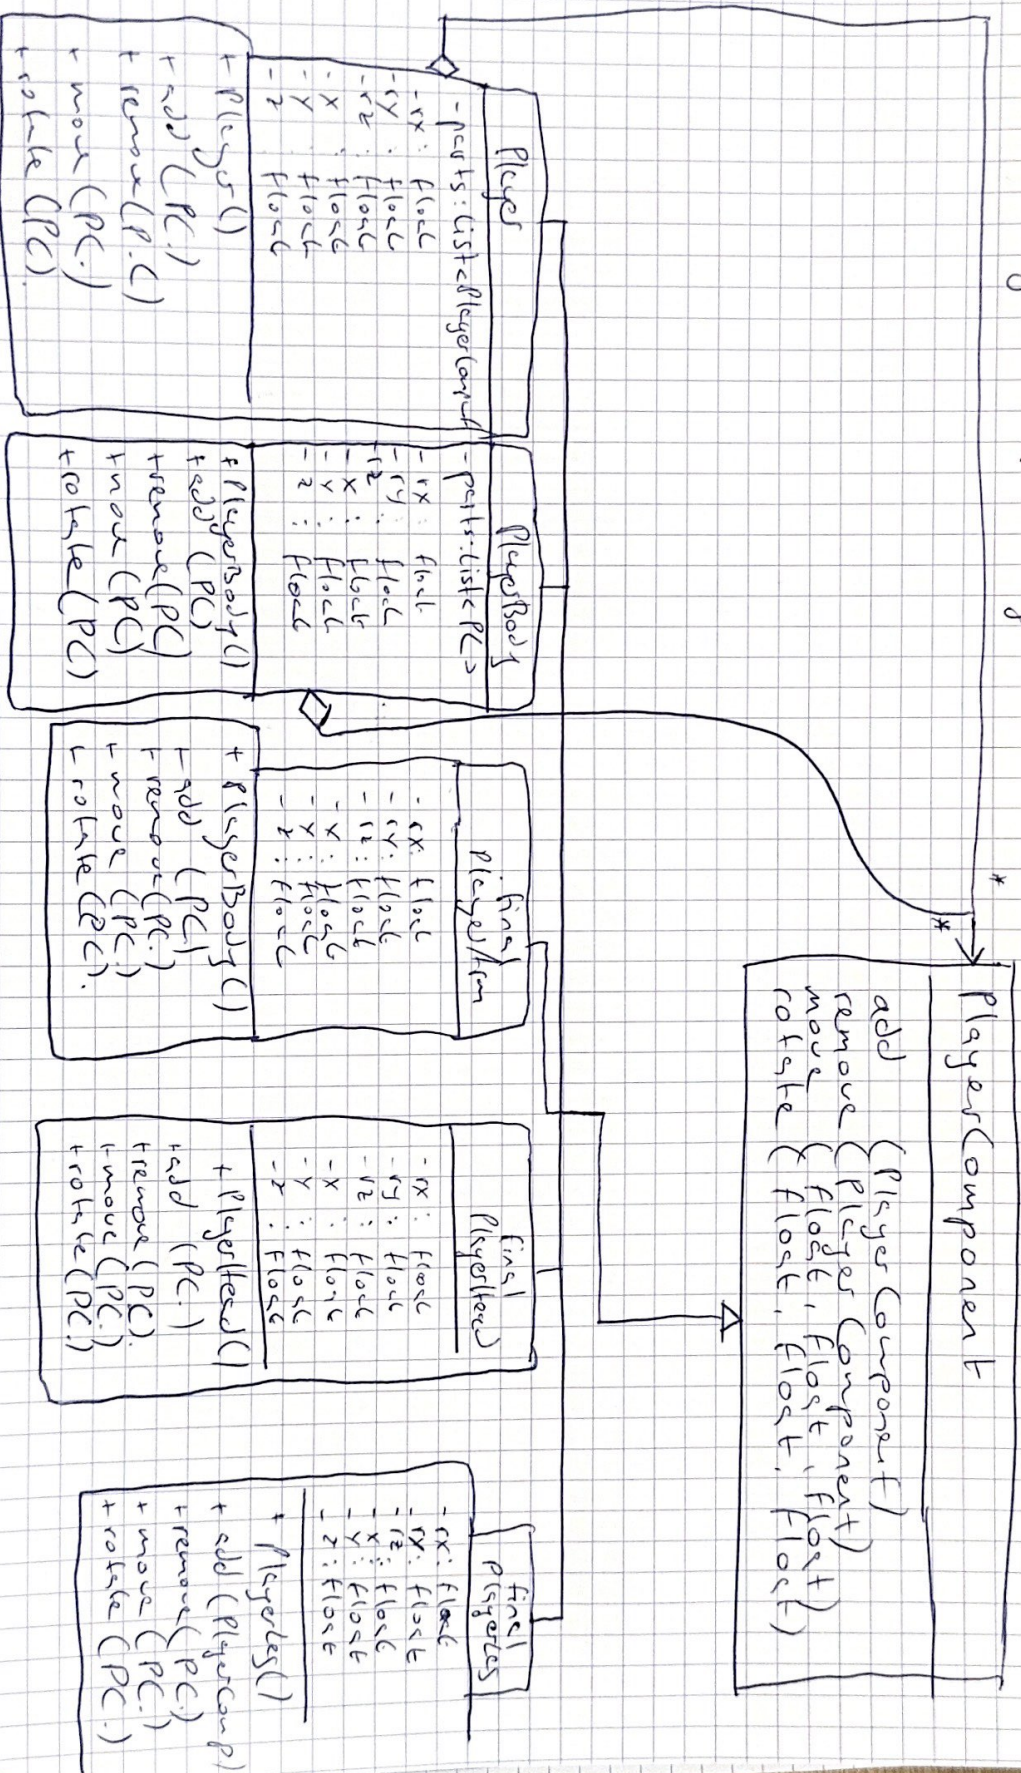 PlayerComponent
add (PlayerComponent)
remove (PlayerComponent)
move (float, float, float)
rotate (float, float, float)
*
*
Player
-parts:List<PlayerComponent
-rx: float
-ry : float
-rz : float
-x : float
-y : float
-z : float
+ Player()
+ add (PC.)
+ remove (P.C)
+ move (PC.)
+ rotate (PC).
PlayerBody
-parts:List<PC>
-rx : float
-ry : float
-rz : float
-x : float
-y : float
-z : float
+PlayerBody()
+add (PC)
+remove (PC)
+move (PC)
+rotate (PC)
final
PlayerArm
-rx: float
-ry: float
-rz: float
-x : float
-y : float
-z : float
+ PlayerBody()
+add (PC)
+remove (PC.)
+move (PC.)
+rotate (PC).
final
PlayerHead
-rx : float
-ry : float
-rz : float
-x : float
-y : float
-z : float
+ PlayerHead()
+add (PC.)
+remove (PC).
+move (PC.)
+rotate (PC.)
final
PlayerLeg
-rx: float
-rx: float
-rz: float
-x : float
-y : float
-z : float
+ PlayerLeg()
+ add (PlayerComp)
+ remove (PC.)
+ move (PC.)
+ rotate (PC.)